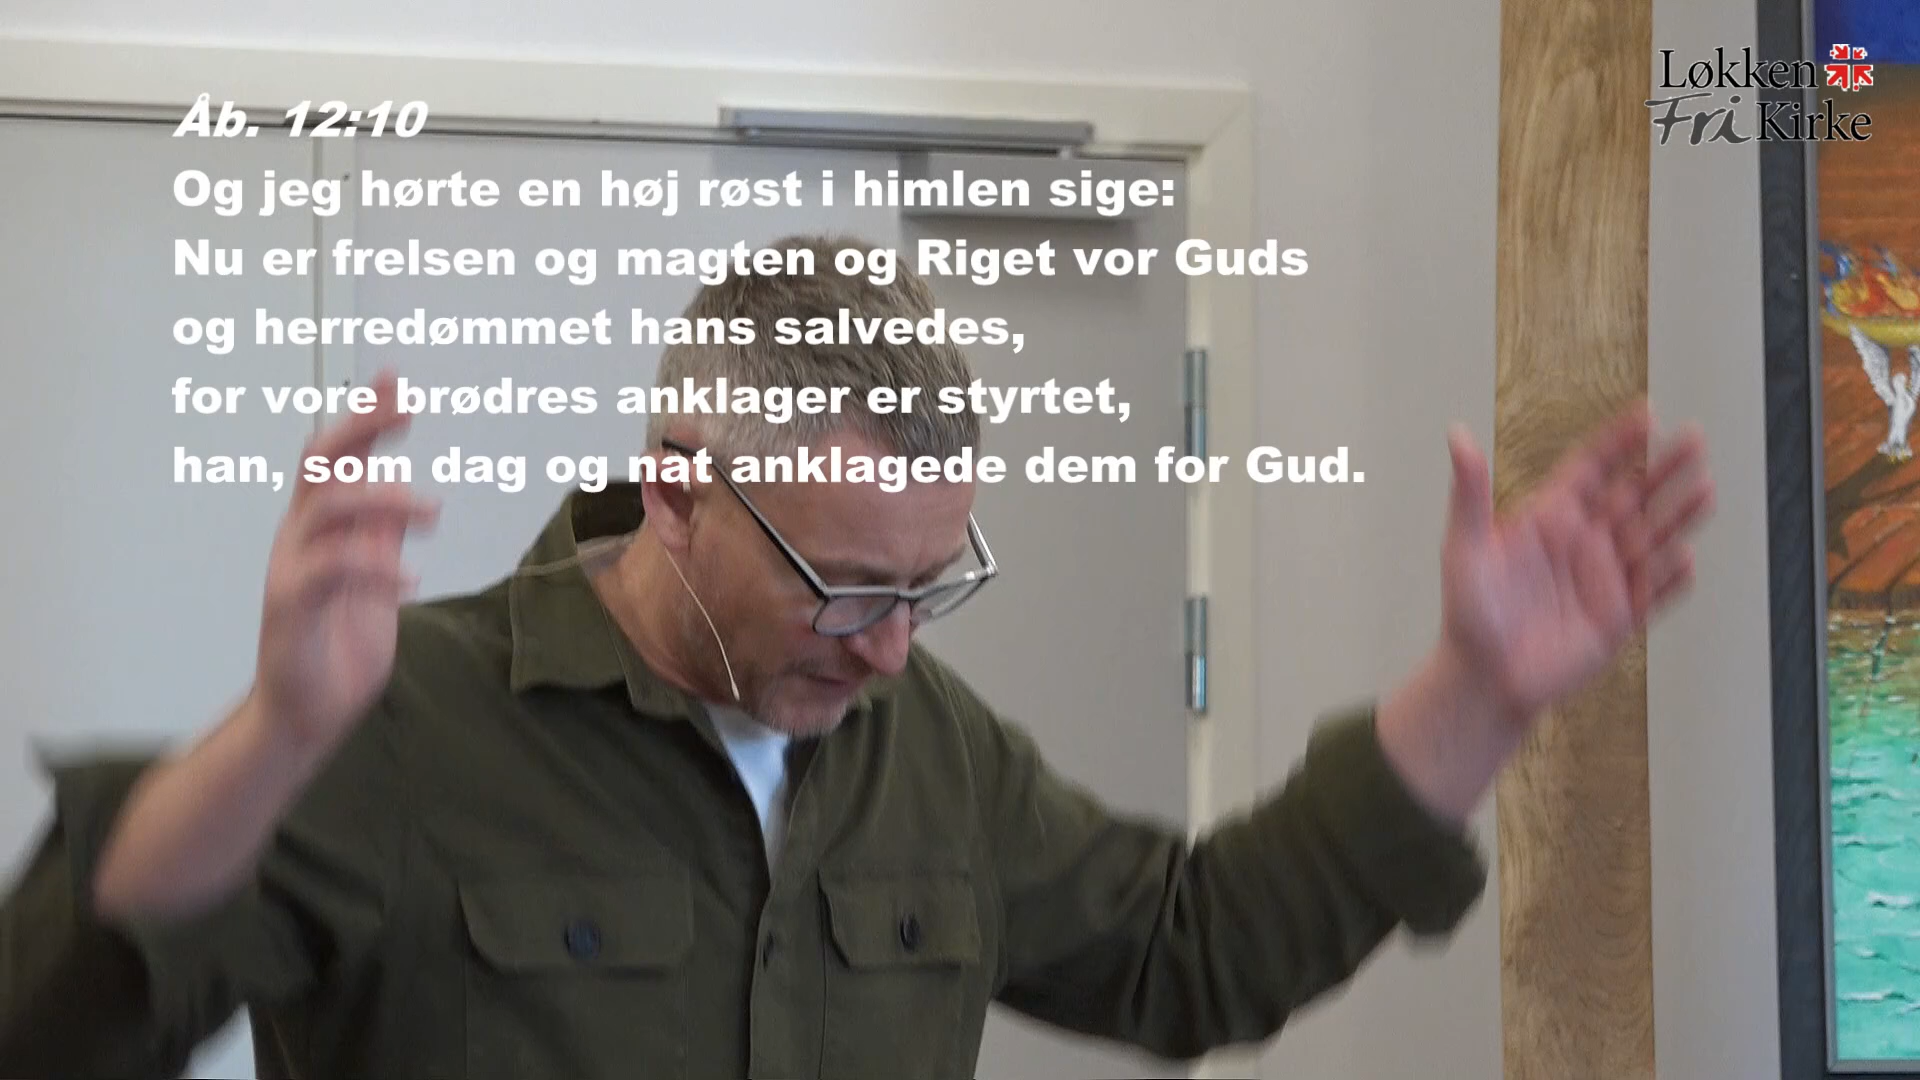 Løkken
Fri Kirke
Åb. 12:10
Og jeg hørte en høj røst i himlen sige:
Nu er frelsen og magten og Riget vor Guds
og herredømmet hans salvedes,
for vore brødres anklager er styrtet,
han, som dag og nat anklagede dem for Gud.